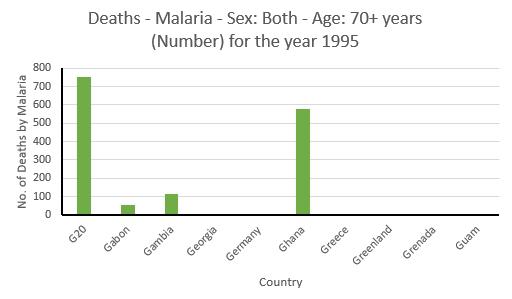 Deaths - Malaria - Sex: Both - Age: 70+ years
(Number) for the year 1995
No. of Deaths by Malaria
800
700
600
500
400
300
200
100
0
G20
Gabon
Gambia
Georgia
Germany
Ghana
Greece
Greenland
Grenada
Guam
Country